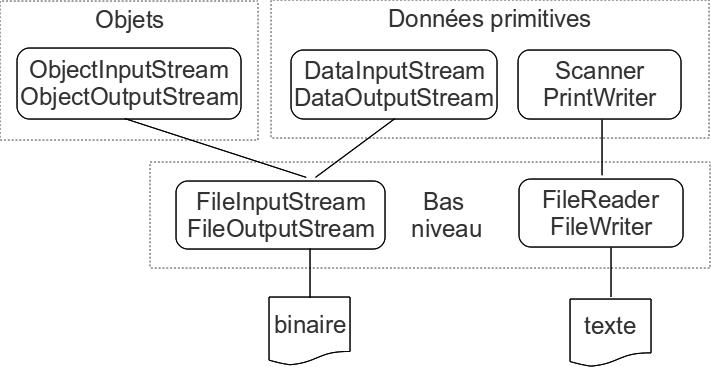 Objets
Données primitives
ObjectInputStream
ObjectOutputStream
DataInputStream
DataOutputStream
Scanner
PrintWriter
FileInputStream
FileOutputStream
Bas
niveau
FileReader
FileWriter
binaire
texte